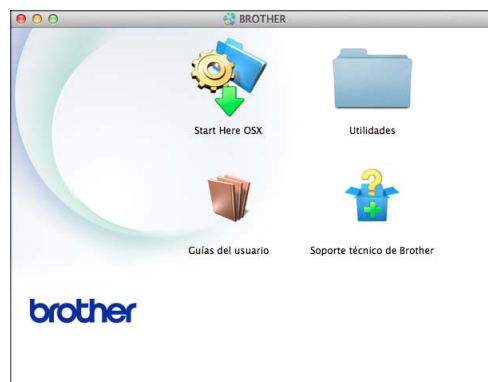 BROTHER
Start Here OSX
Utilidades
Guías del usuario
Soporte técnico de Brother
brother